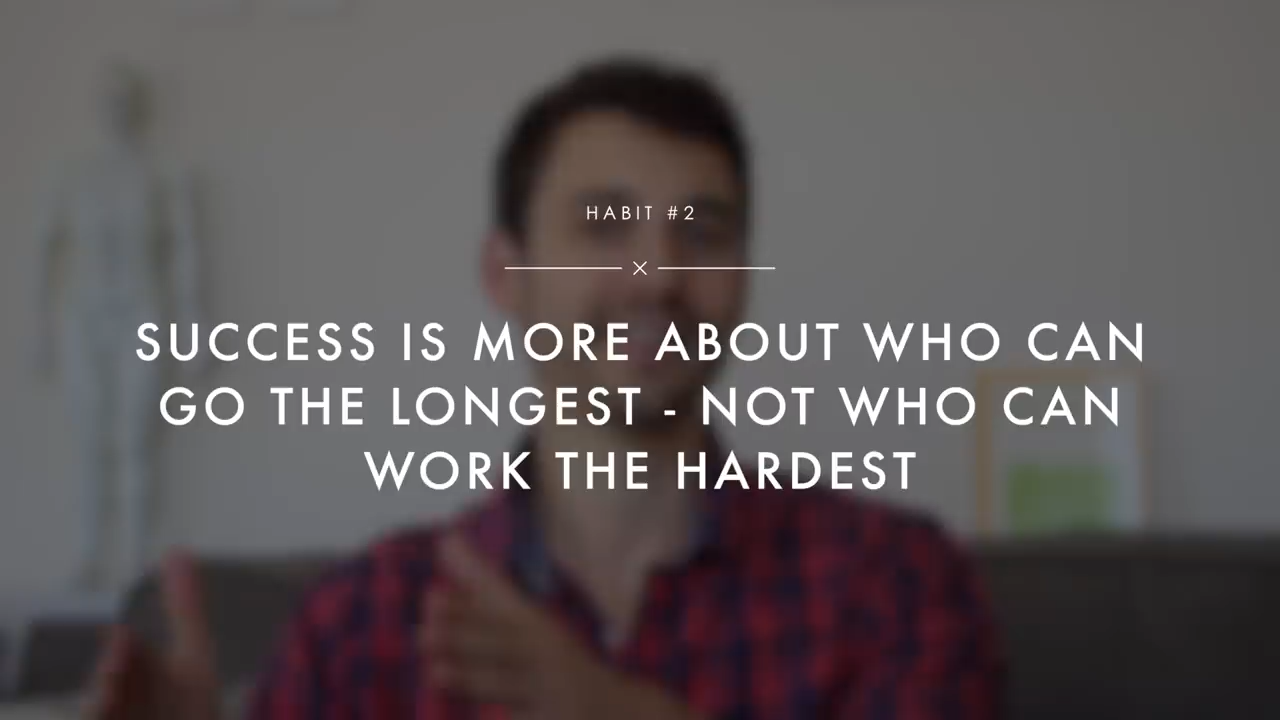 HABIT #2
SUCCESS IS MORE ABOUT WHO CAN
GO THE LONGEST - NOT WHO CAN
WORK THE HARDEST